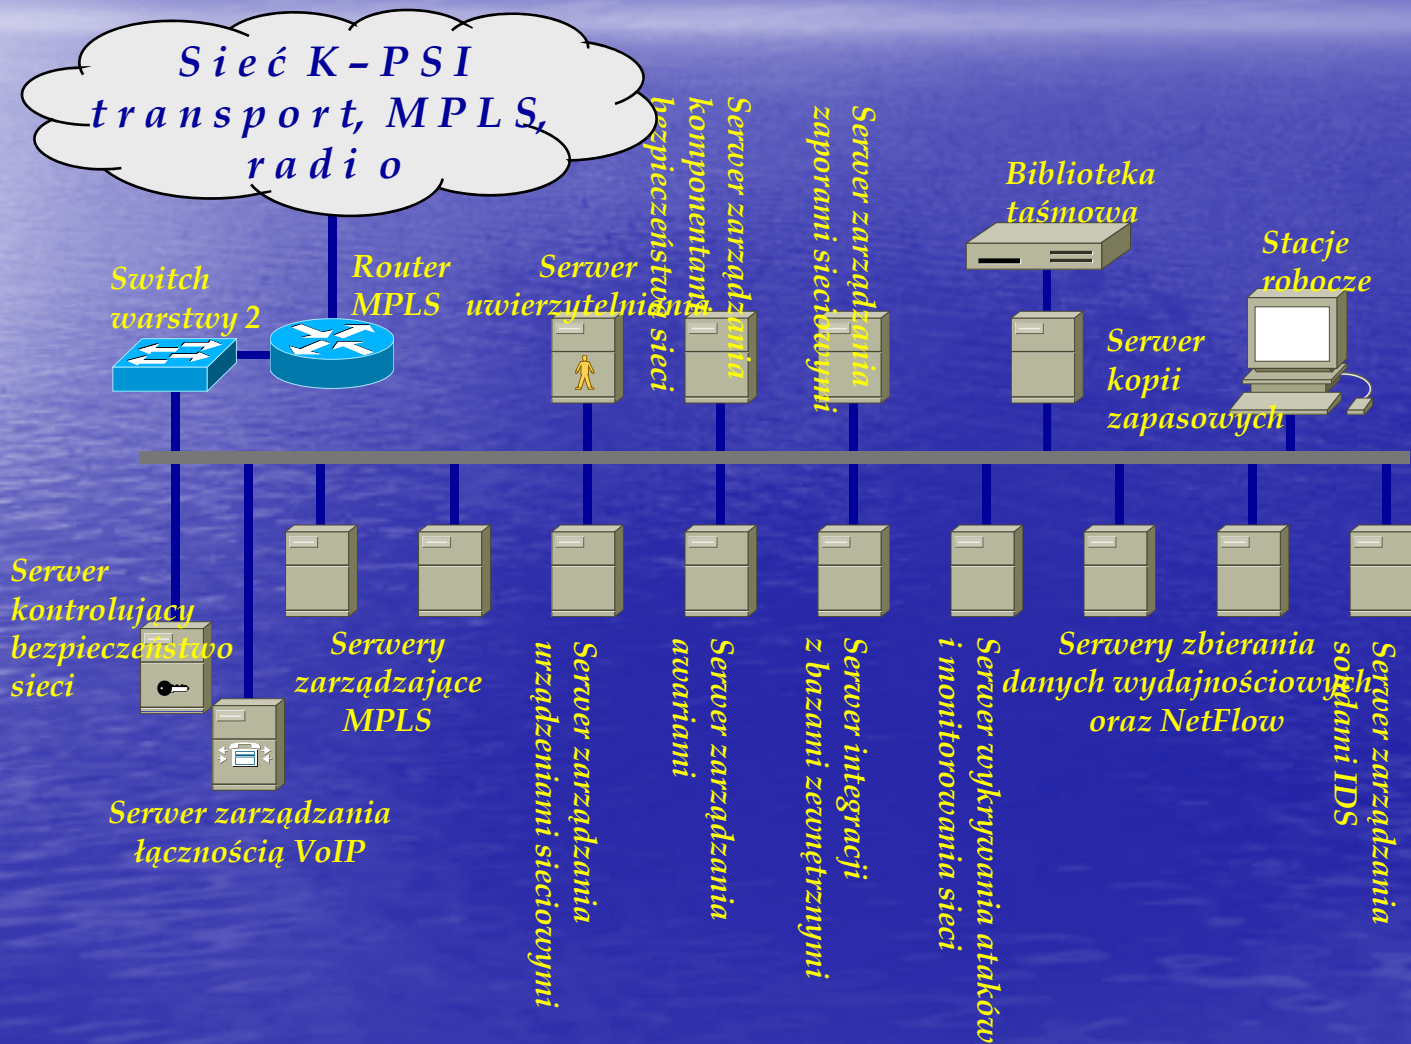 Sieć K–PSI
transport, MPLS,
radio
Switch
warstwy 2
Router
MPLS
Serwer
uwierzytelniania
Serwer zarządzania
komponentami
bezpieczeństwa sieci
Serwer zarządzania
zaporami sieciowymi
Biblioteka
taśmowa
Serwer
kopii
zapasowych
Stacje
robocze
Serwer
kontrolujący
bezpieczeństwo
sieci
Serwer zarządzania
łącznością VoIP
Serwery
zarządzające
MPLS
Serwer zarządzania
urządzeniami sieciowymi
Serwer zarządzania
awariami
Serwer integracji
z bazami zewnętrznymi
Serwer wykrywania ataków
i monitorowania sieci
Serwery zbierania
danych wydajnościowych
oraz NetFlow
Serwer zarządzania
sondami IDS